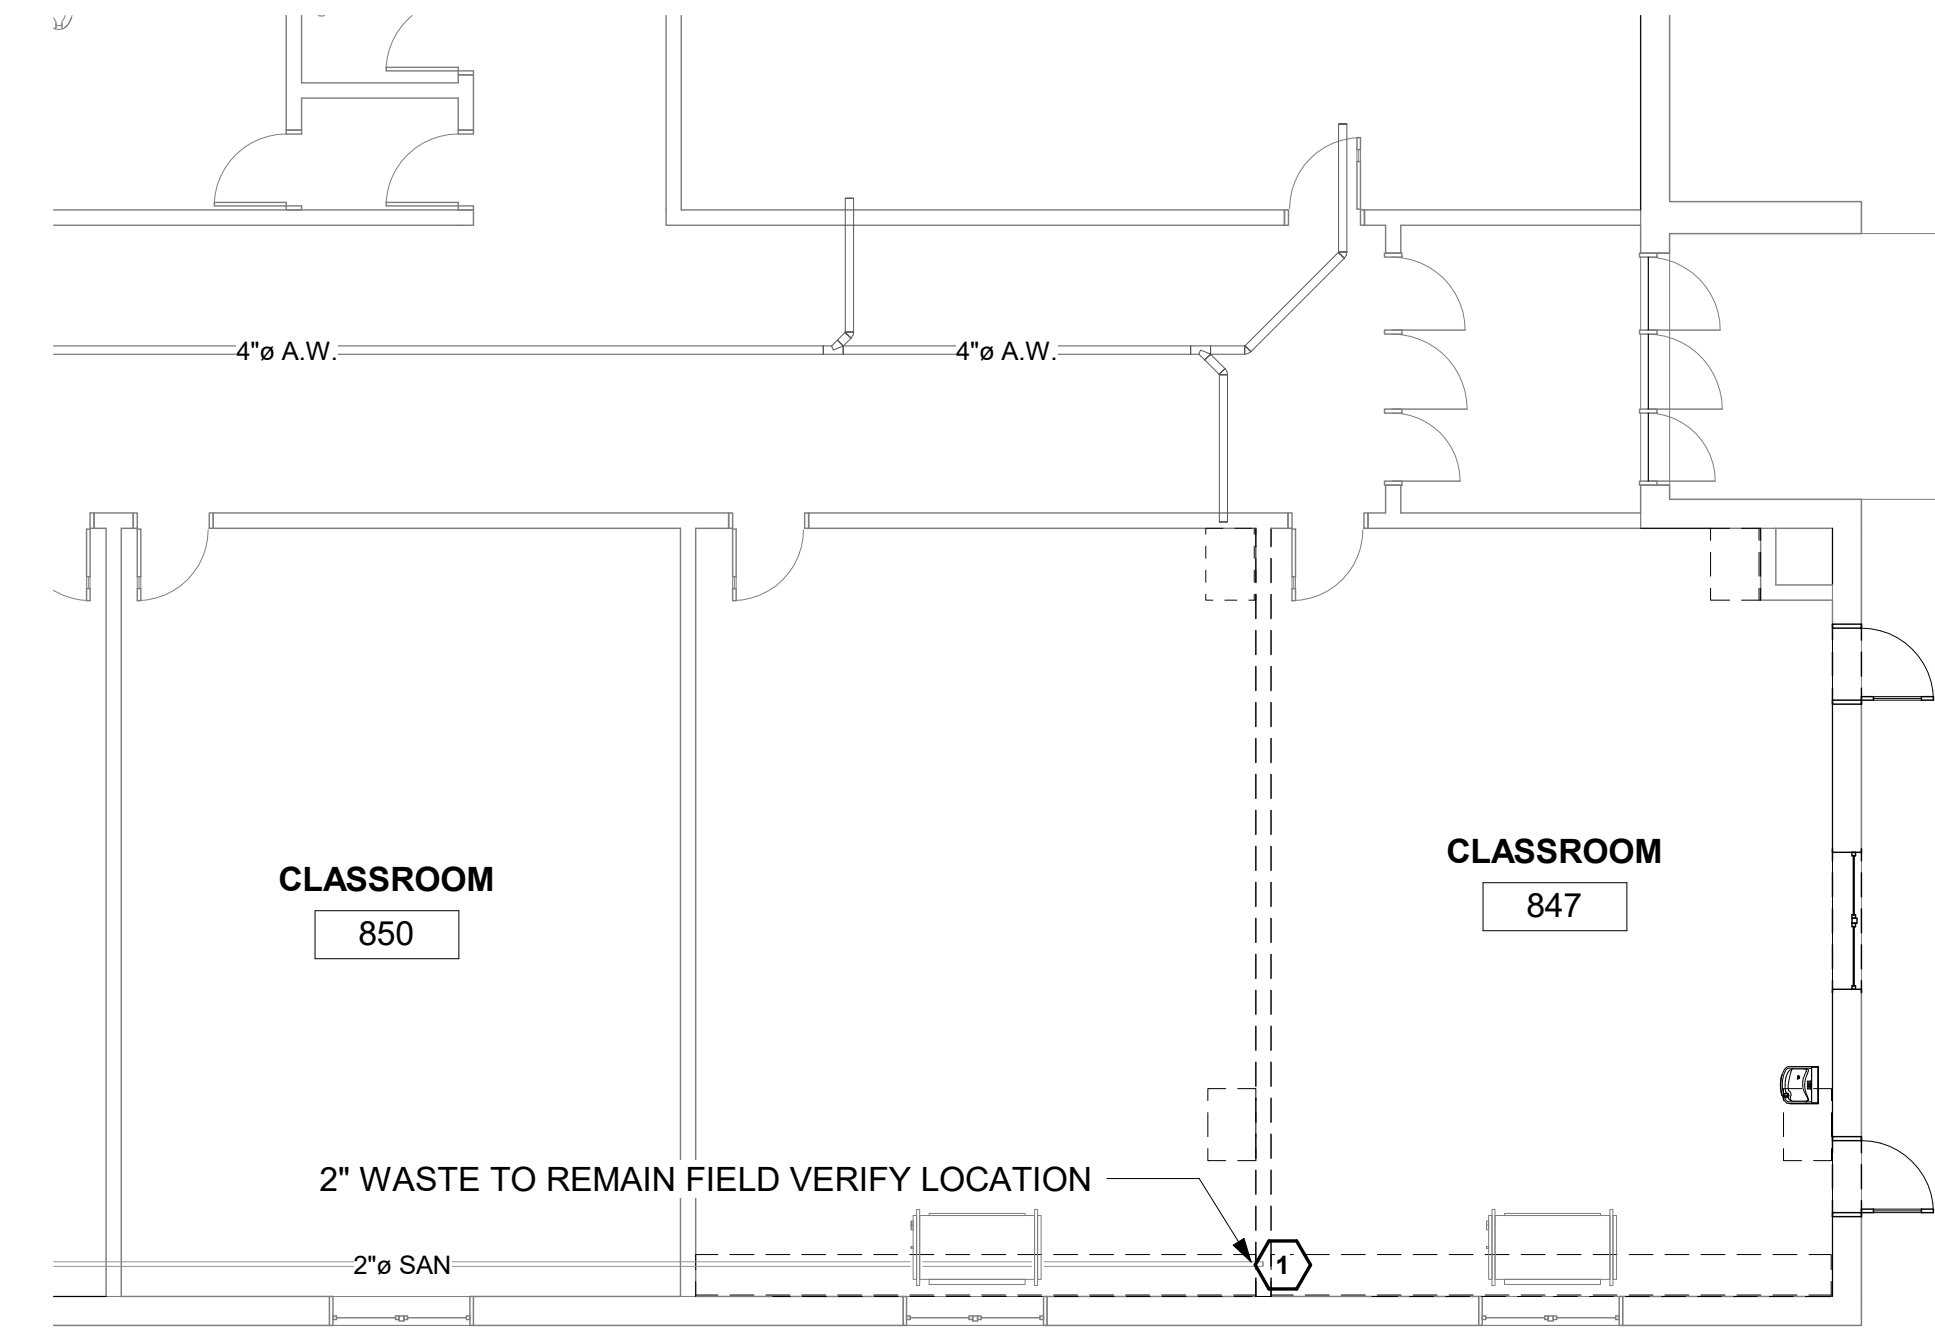 4"ø A.W.
4"ø A.W.
CLASSROOM
847
CLASSROOM
850
2" WASTE TO REMAIN FIELD VERIFY LOCATION
2"ø SAN
1